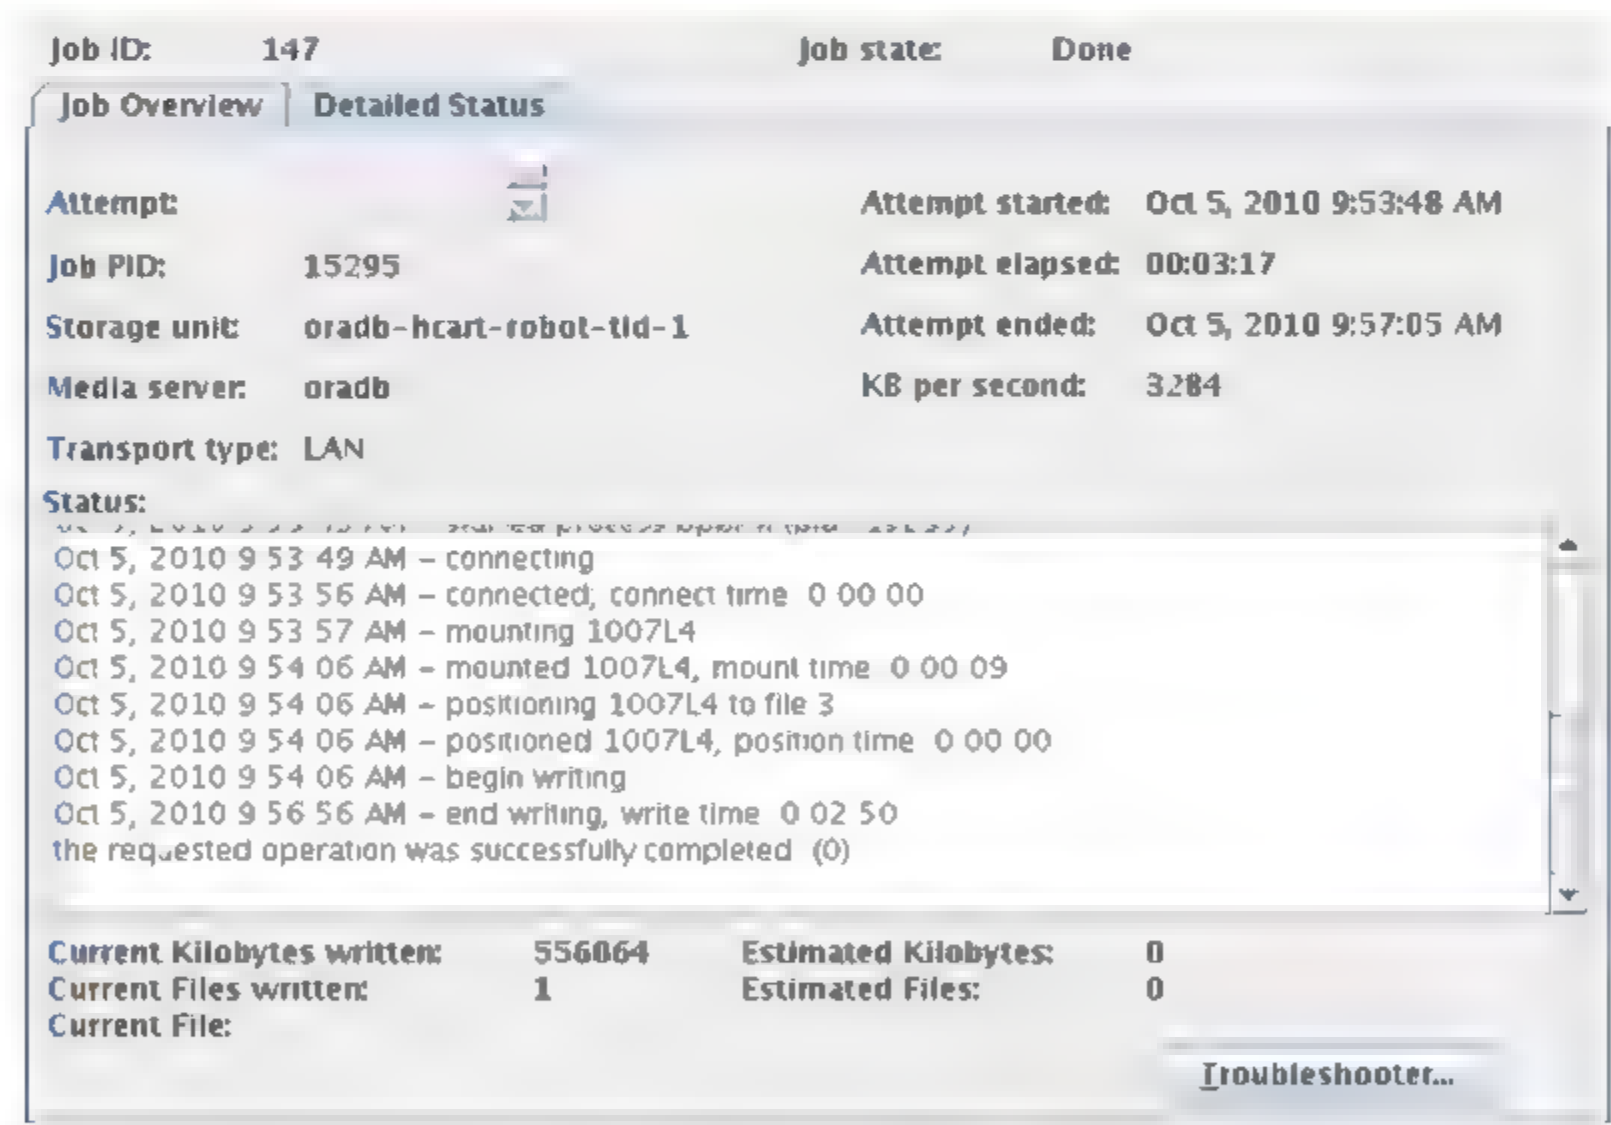 Job ID: 147 Job state: Done
Job Overview Detailed Status
Attempt: Attempt started: Oct 5, 2010 9:53:48 AM
Job PID: 15295 Attempt elapsed: 00:03:17
Storage unit: oradb-hcart-robot-tld-1 Attempt ended: Oct 5, 2010 9:57:05 AM
Media server: oradb KB per second: 3284
Transport type: LAN
Status:
Oct 5, 2010 9 53 49 AM – connecting
Oct 5, 2010 9 53 56 AM – connected; connect time 0 00 00
Oct 5, 2010 9 53 57 AM – mounting 1007L4
Oct 5, 2010 9 54 06 AM – mounted 1007L4, mount time 0 00 09
Oct 5, 2010 9 54 06 AM – positioning 1007L4 to file 3
Oct 5, 2010 9 54 06 AM – positioned 1007L4, position time 0 00 00
Oct 5, 2010 9 54 06 AM – begin writing
Oct 5, 2010 9 56 56 AM – end writing, write time 0 02 50
the requested operation was successfully completed (0)
Current Kilobytes written: 556064 Estimated Kilobytes: 0
Current Files written: 1 Estimated Files: 0
Current File:
Troubleshooter...